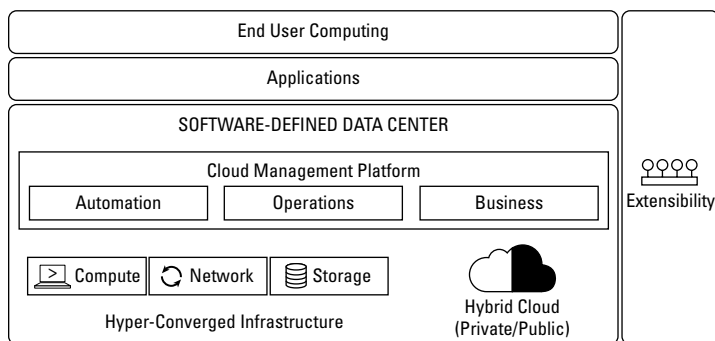 End User Computing
Applications
SOFTWARE-DEFINED DATA CENTER
Cloud Management Platform
Automation
Operations
Business
Compute
Network
Storage
Hyper-Converged Infrastructure
Hybrid Cloud
(Private/Public)
Extensibility